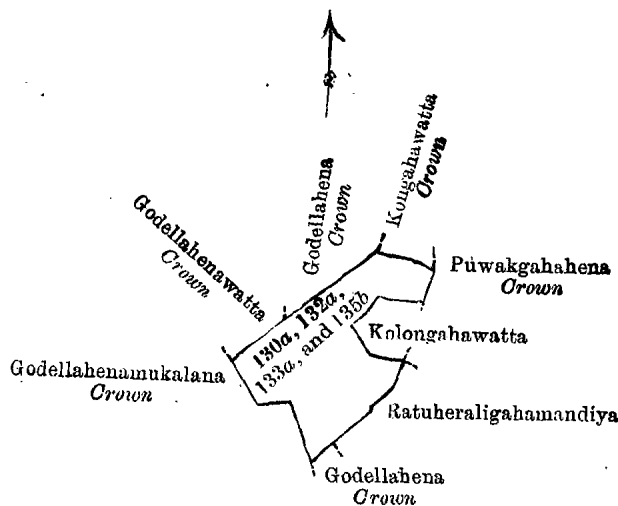 Kongahawatta
Crown
Godellahena
Crown
Godellahenawatta
Crown
Puwakgahahena
Crown
130a, 132a,
133a, and 135b
Kolongahawatta
Godellahenamukalana
Crown
Ratuheraligahamandiya
Godellahena
Crown